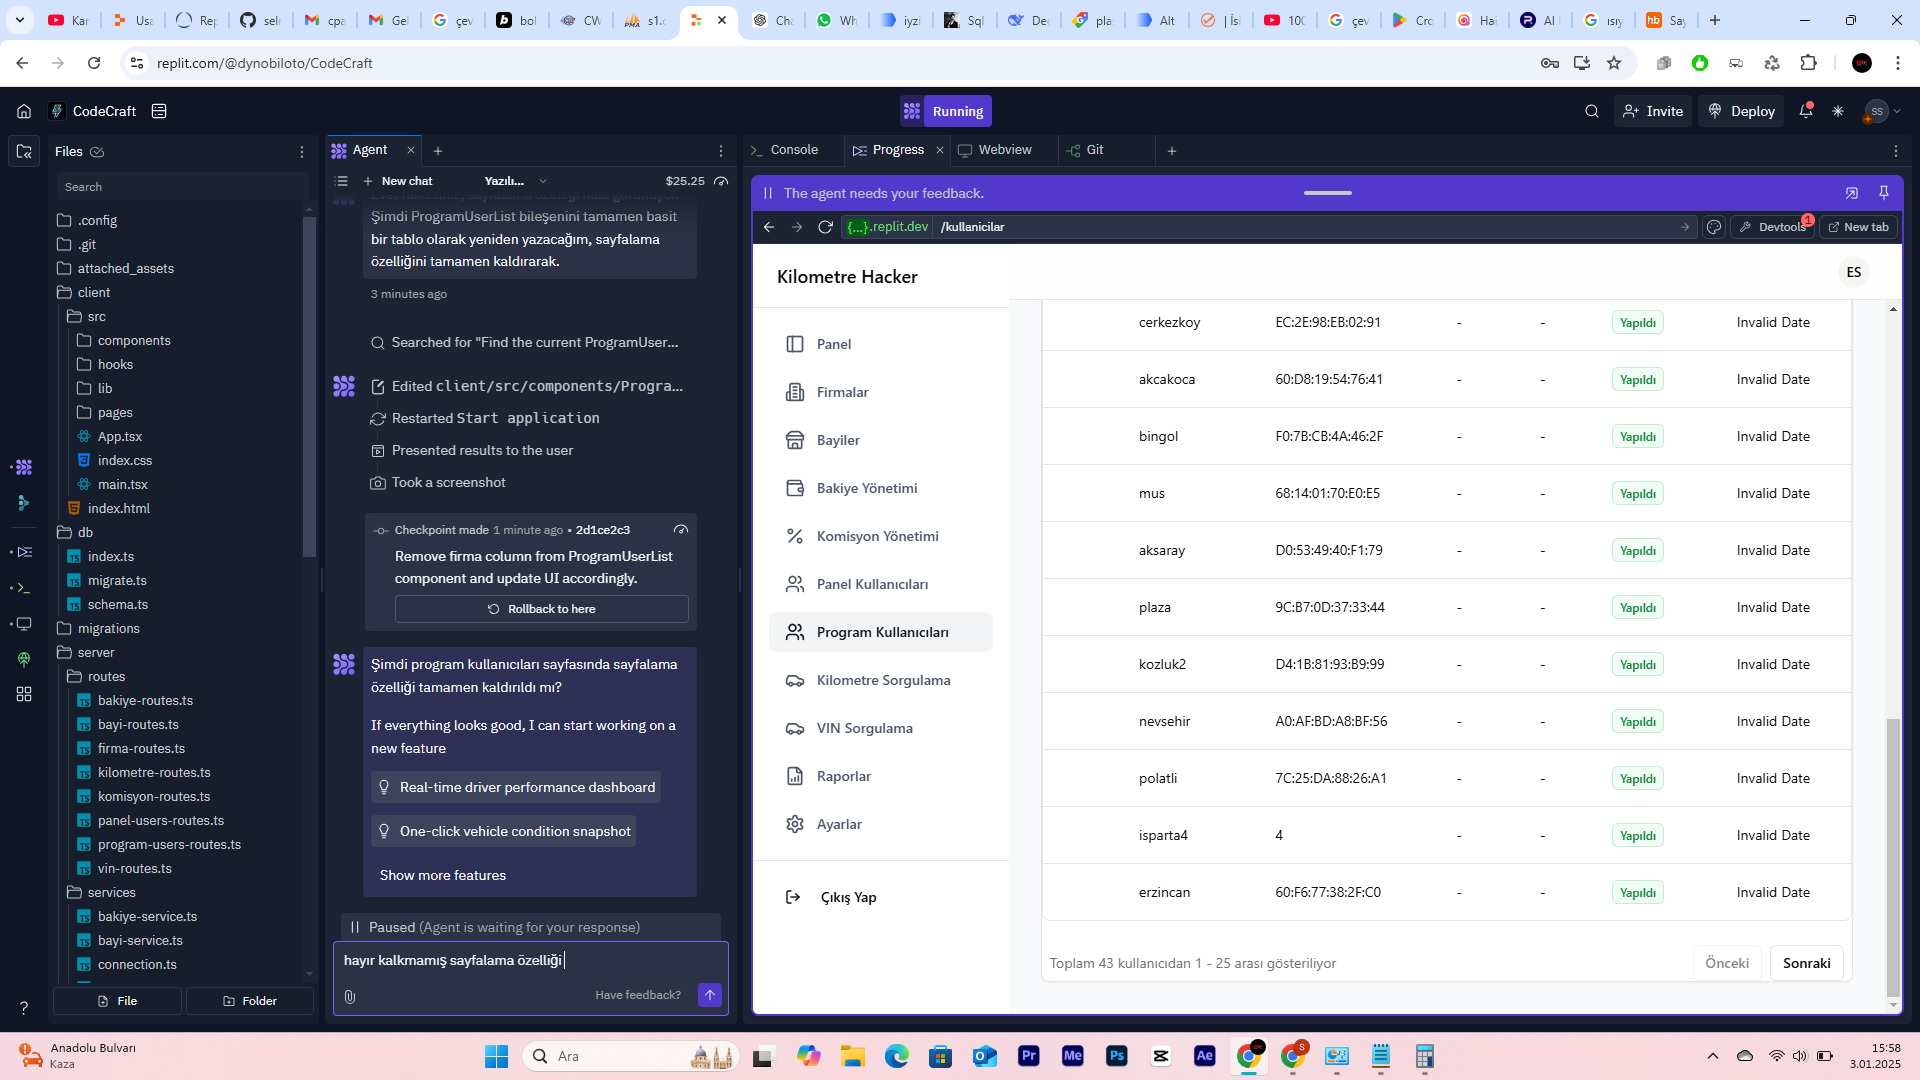 Kar
Usa
Rep
selr
cpa
Gel
çev
bol
CW
s1.c
Cha
Wh
iyzi
Sql
De
pla
Alt
| İsi
100
çev
Cro
Hai
AI
ısıy
Say
replit.com/@dynobiloto/CodeCraft
CodeCraft
Running
Invite
Deploy
SS
Files
Search
.config
.git
attached_assets
client
src
components
hooks
lib
pages
App.tsx
index.css
main.tsx
index.html
db
index.ts
migrate.ts
schema.ts
migrations
server
routes
bakiye-routes.ts
bayi-routes.ts
firma-routes.ts
kilometre-routes.ts
komisyon-routes.ts
panel-users-routes.ts
program-users-routes.ts
vin-routes.ts
services
bakiye-service.ts
bayi-service.ts
connection.ts
File
Folder
Agent
New chat
Yazılı...
$25.25
Şimdi ProgramUserList bileşenini tamamen basit
bir tablo olarak yeniden yazacağım, sayfalama
özelliğini tamamen kaldırarak.
3 minutes ago
Searched for "Find the current ProgramUser...
Edited client/src/components/Progra...
Restarted Start application
Presented results to the user
Took a screenshot
Checkpoint made 1 minute ago • 2d1ce2c3
Remove firma column from ProgramUserList
component and update UI accordingly.
Rollback to here
Şimdi program kullanıcıları sayfasında sayfalama
özelliği tamamen kaldırıldı mı?
If everything looks good, I can start working on a
new feature
Real-time driver performance dashboard
One-click vehicle condition snapshot
Show more features
Paused (Agent is waiting for your response)
hayır kalkmamış sayfalama özelliği
Have feedback?
Console
Progress
Webview
Git
The agent needs your feedback.
{...}.replit.dev
/kullanicilar
Devtools
1
New tab
Kilometre Hacker
ES
Panel
Firmalar
Bayiler
Bakiye Yönetimi
Komisyon Yönetimi
Panel Kullanıcıları
Program Kullanıcıları
Kilometre Sorgulama
VIN Sorgulama
Raporlar
Ayarlar
Çıkış Yap
cerkezkoy EC:2E:98:EB:02:91 - - Yapıldı Invalid Date
akcakoca 60:D8:19:54:76:41 - - Yapıldı Invalid Date
bingol F0:7B:CB:4A:46:2F - - Yapıldı Invalid Date
mus 68:14:01:70:E0:E5 - - Yapıldı Invalid Date
aksaray D0:53:49:40:F1:79 - - Yapıldı Invalid Date
plaza 9C:B7:0D:37:33:44 - - Yapıldı Invalid Date
kozluk2 D4:1B:81:93:B9:99 - - Yapıldı Invalid Date
nevsehir A0:AF:BD:A8:BF:56 - - Yapıldı Invalid Date
polatli 7C:25:DA:88:26:A1 - - Yapıldı Invalid Date
isparta4 4 - - Yapıldı Invalid Date
erzincan 60:F6:77:38:2F:C0 - - Yapıldı Invalid Date
Toplam 43 kullanıcıdan 1 - 25 arası gösteriliyor
Önceki
Sonraki
Anadolu Bulvarı
Kaza
Ara
15:58
3.01.2025